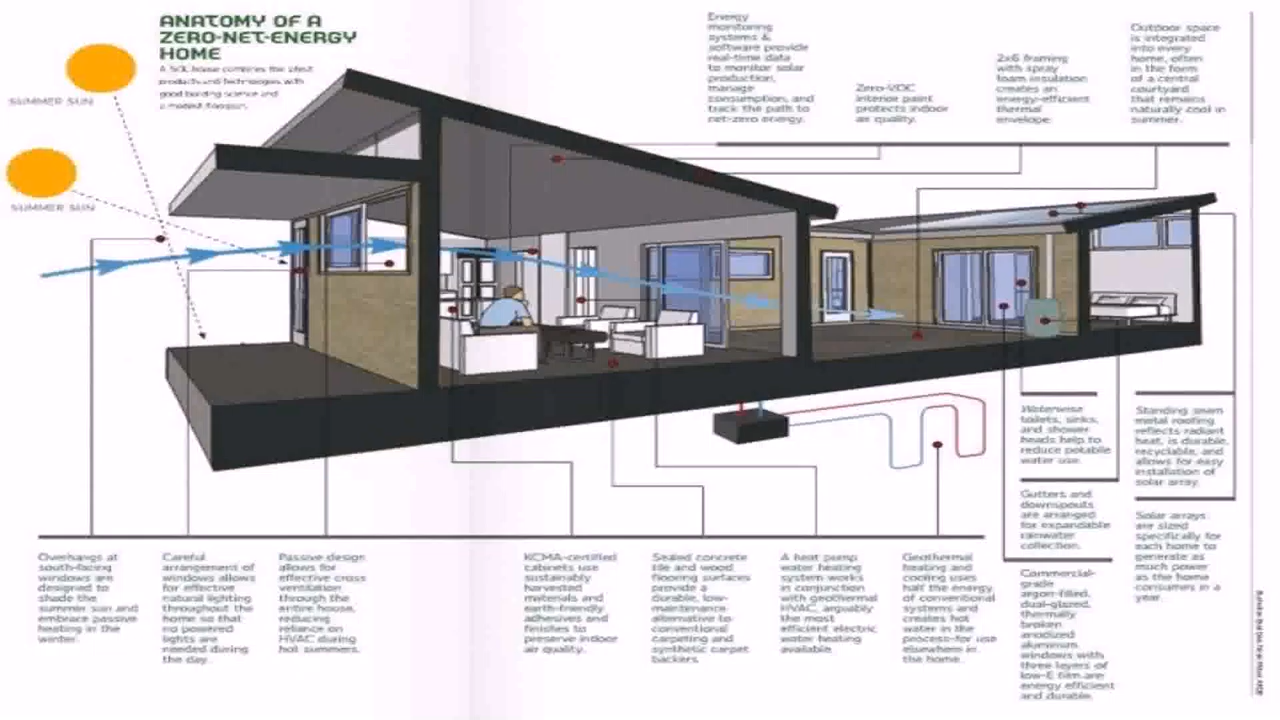 ANATOMY OF A
ZERO-NET-ENERGY
HOME
A SOL house combines the latest
products and technologies with
good building science and
a modest floorplan.
SUMMER SUN
SUMMER SUN
Energy
monitoring
systems &
software provide
real-time data
to monitor solar
production,
manage
consumption, and
track the path to
net-zero energy.
Zero-VOC
interior paint
protects indoor
air quality.
2x6 framing
with spray
foam insulation
creates an
energy-efficient
thermal
envelope.
Outdoor space
is integrated
into every
home, often
in the form
of a central
courtyard
that remains
naturally cool in
summer.
Waterwise
toilets, sinks,
and shower
heads help to
reduce potable
water use.
Standing seam
metal roofing
reflects radiant
heat, is durable,
recyclable, and
allows for easy
installation of
solar array.
Gutters and
downspouts
are arranged
for expandable
rainwater
collection.
Solar arrays
are sized
specifically for
each home to
generate as
much power
as the home
consumes in a
year.
Overhangs at
south-facing
windows are
designed to
shade the
summer sun and
embrace passive
heating in the
winter.
Careful
arrangement of
windows allows
for effective
natural lighting
throughout the
home so that
no powered
lights are
needed during
the day.
Passive design
allows for
effective cross
ventilation
through the
entire house,
reducing
reliance on
HVAC during
hot summers.
KCMA-certified
cabinets use
sustainably
harvested
materials and
earth-friendly
adhesives and
finishes to
preserve indoor
air quality.
Sealed concrete
tile and wood
flooring surfaces
provide a
durable, low-
maintenance
alternative to
conventional
carpeting and
synthetic carpet
backers.
A heat pump
water heating
system works
in conjunction
with geothermal
HVAC, arguably
the most
efficient electric
water heating
available.
Geothermal
heating and
cooling uses
half the energy
of conventional
systems and
creates hot
water in the
process-for use
elsewhere in
the home.
Commercial-
grade
argon-filled,
dual-glazed,
thermally
broken
anodized
aluminum
windows with
three layers of
low-E film are
energy efficient
and durable.